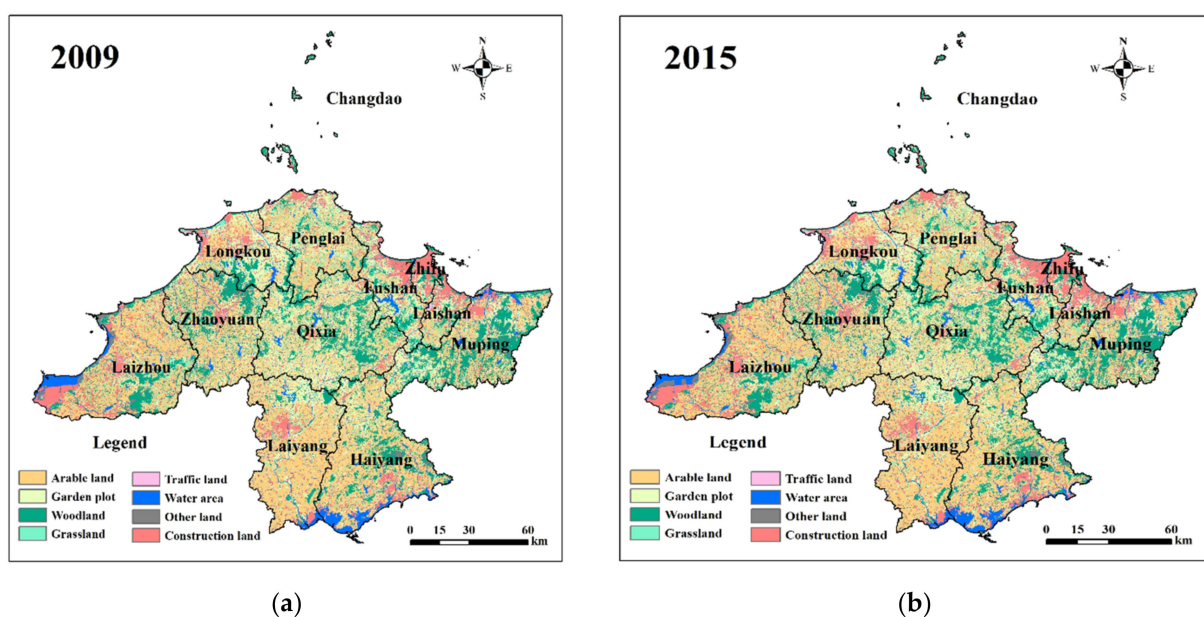 2009
N
W E
S
Changdao
Penglai
Longkou
Zhifu
Fushan
Laishan
Zhaoyuan
Qixia
Muping
Laizhou
Laiyang
Haiyang
Legend
Arable land
Traffic land
Garden plot
Water area
Woodland
Other land
Grassland
Construction land
0 15 30 60
km
(a)
2015
N
W E
S
Changdao
Penglai
Longkou
Zhifu
Fushan
Laishan
Zhaoyuan
Qixia
Muping
Laizhou
Laiyang
Haiyang
Legend
Arable land
Traffic land
Garden plot
Water area
Woodland
Other land
Grassland
Construction land
0 15 30 60
km
(b)